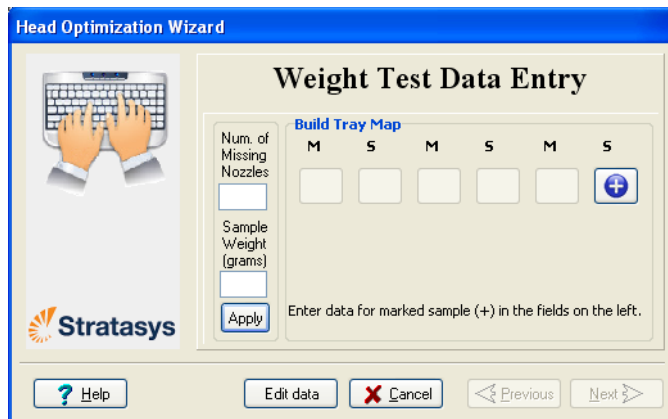 Head Optimization Wizard
Weight Test Data Entry
Num. of
Missing
Nozzles
Sample
Weight
(grams)
Apply
Build Tray Map
M S M S M S
Enter data for marked sample (+) in the fields on the left.
Stratasys
? Help
Edit data
Cancel
Previous
Next